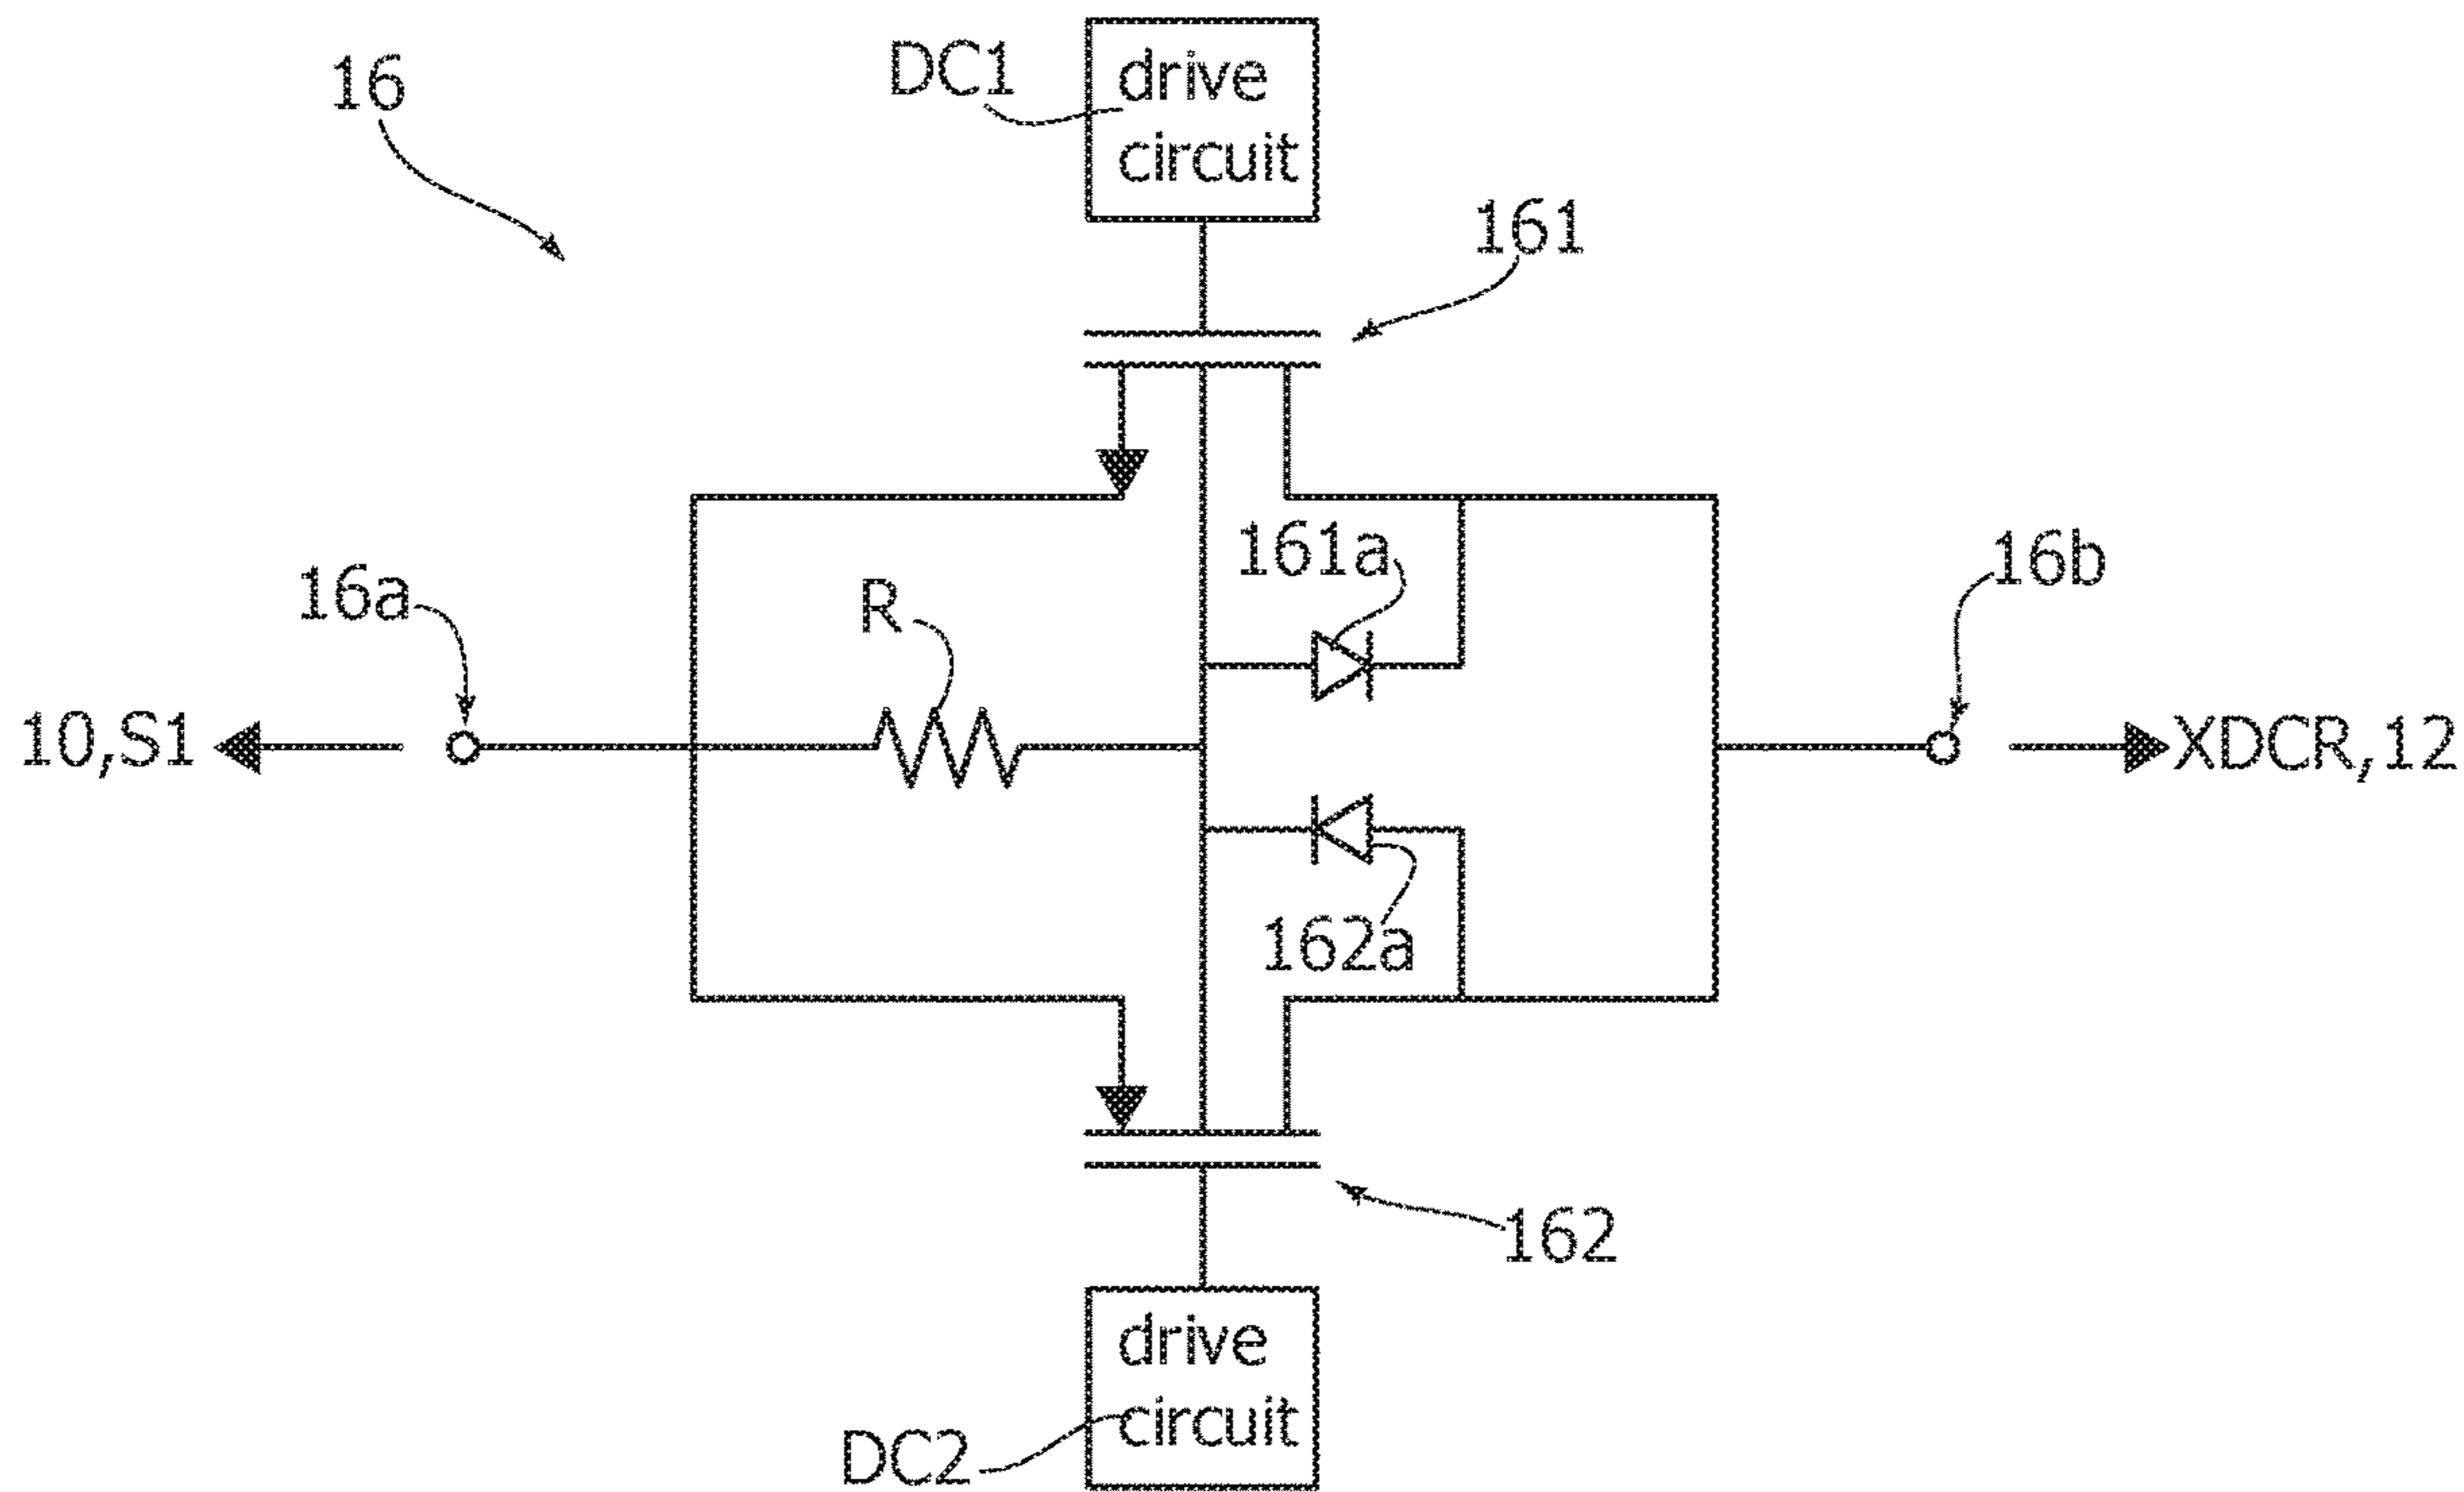 16
DC1
drive
circuit
161
161a
16a
R
16b
10,S1
XDCR,12
162a
162
drive
circuit
DC2